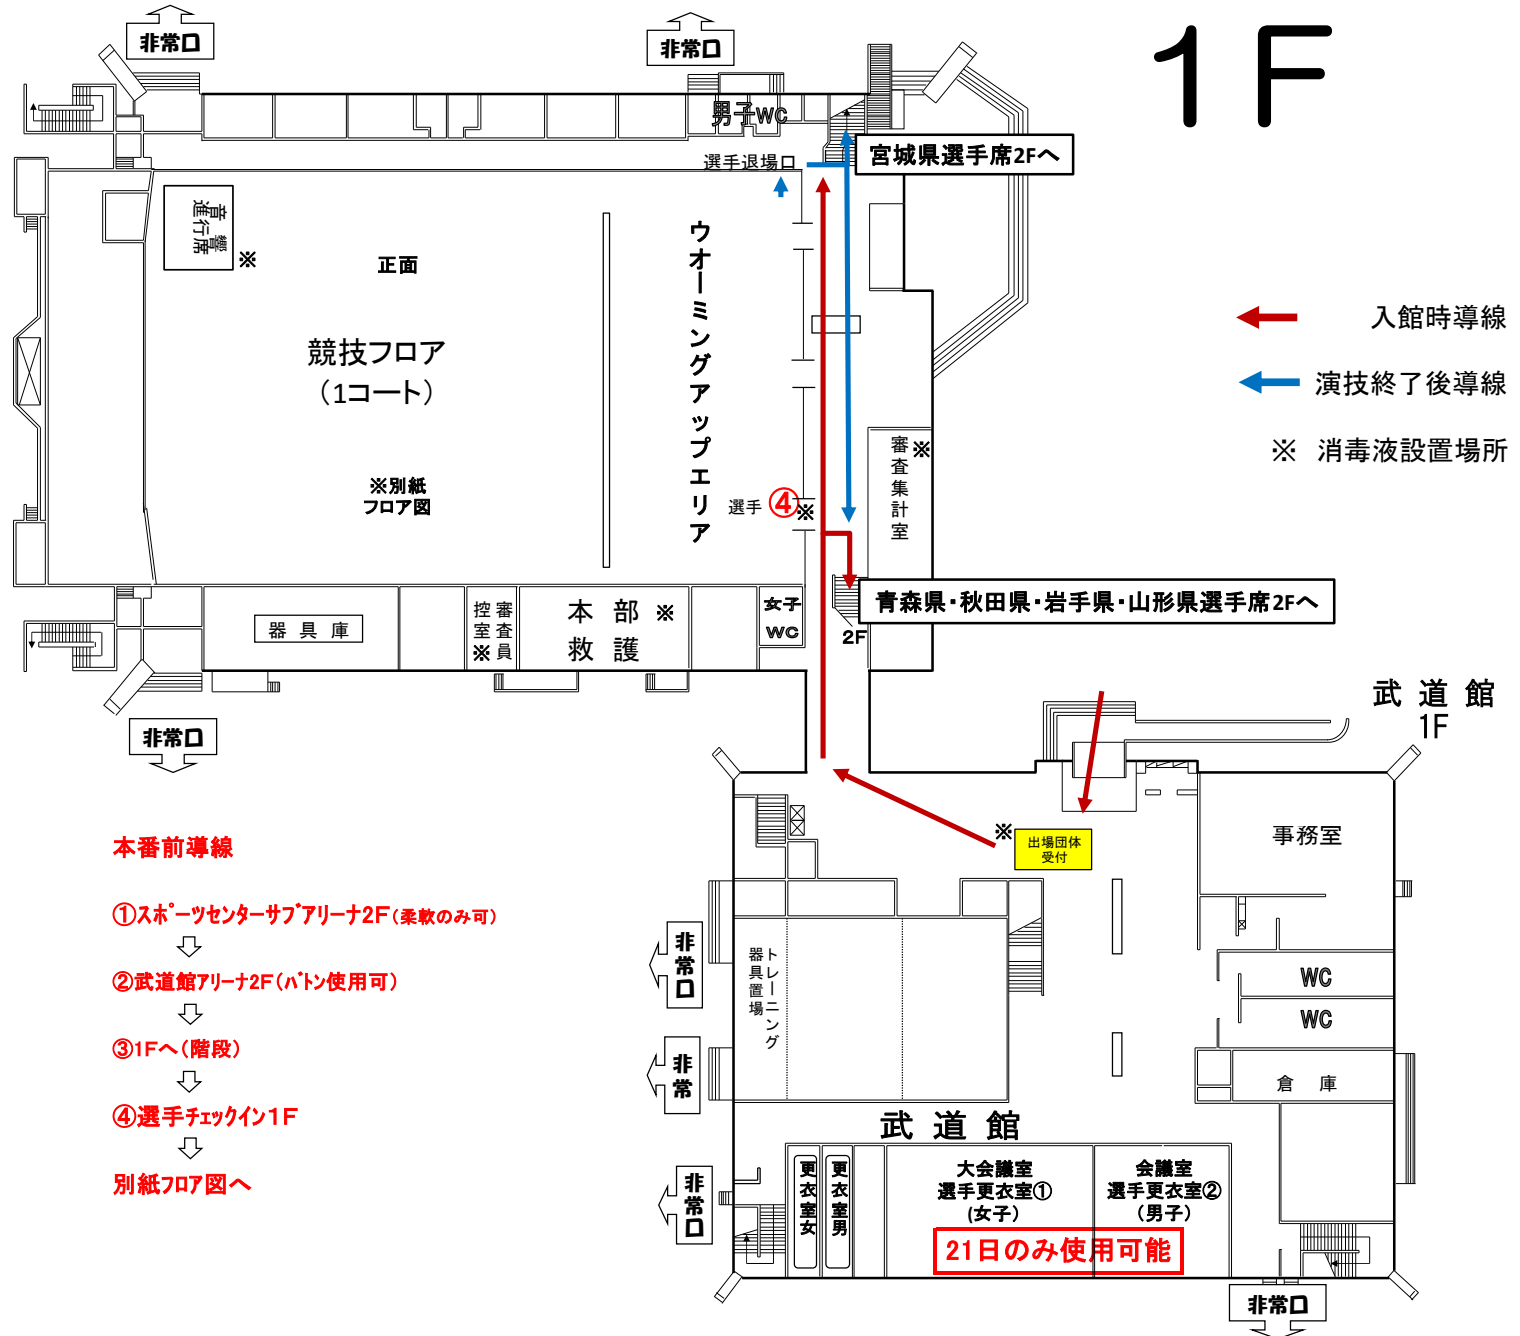 1F
非常口
非常口
男子WC
選手退場口
宮城県選手席2Fへ
音響
進行席
※
正面
ウオーミングアップエリア
競技フロア
（1コート）
※別紙
フロア図
選手 ④
※
審査集計室
※
入館時導線
演技終了後導線
※ 消毒液設置場所
器具庫
審査員
控室※
本部 ※
救護
女子
WC
2F
青森県・秋田県・岩手県・山形県選手席2Fへ
非常口
武道館
1F
※
出場団体
受付
事務室
本番前導線
①スポーツセンターサブアリーナ2F（柔軟のみ可）
②武道館アリーナ2F（バトン使用可）
③1Fへ（階段）
④選手チェックイン1F
別紙フロア図へ
非常口
トレーニング
器具置場
WC
WC
非常
倉庫
武道館
非常口
更衣室女
更衣室男
大会議室
選手更衣室①
(女子）
会議室
選手更衣室②
（男子）
21日のみ使用可能
非常口